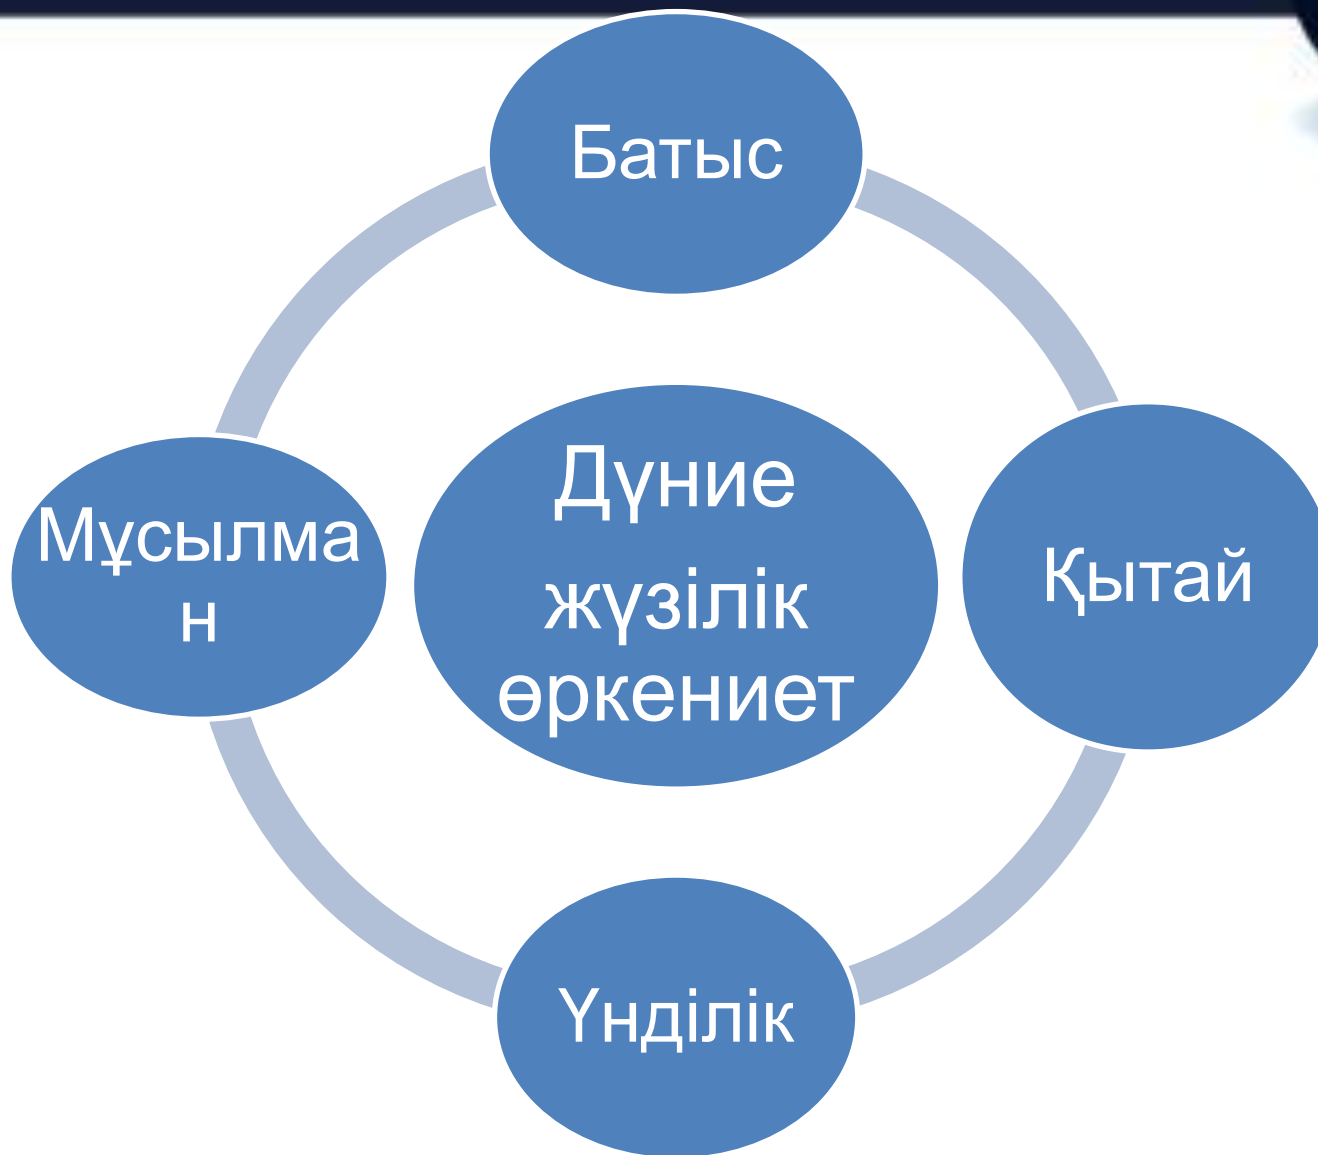 Батыс
Дүние
жүзілік
өркениет
Мұсылма
н
Қытай
Үнділік